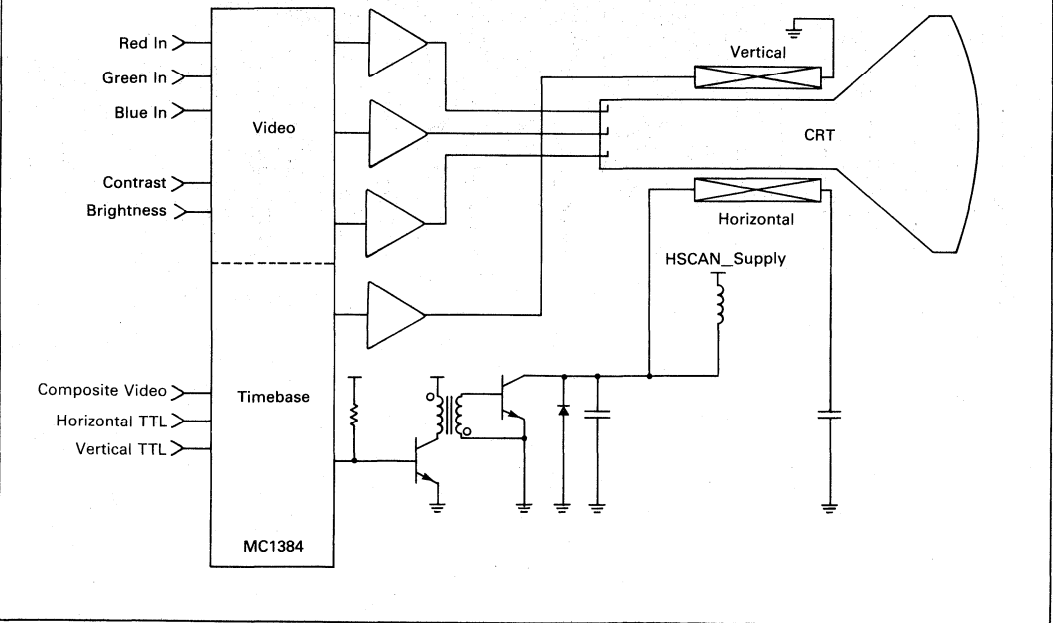 Red In
Green In
Blue In
Contrast
Brightness
Video
Vertical
CRT
Horizontal
HSCAN_Supply
Composite Video
Horizontal TTL
Vertical TTL
Timebase
MC1384